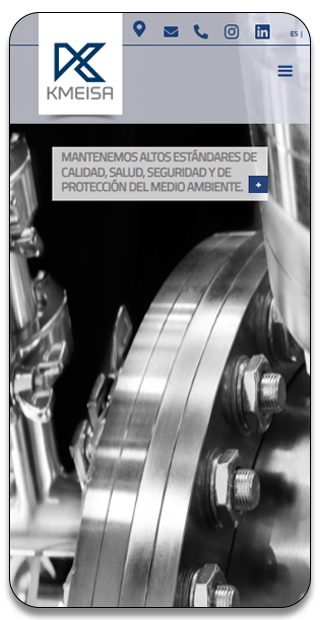 ES |
KMEISA
MANTENEMOS ALTOS ESTÁNDARES DE
CALIDAD, SALUD, SEGURIDAD Y DE
PROTECCIÓN DEL MEDIO AMBIENTE.
+